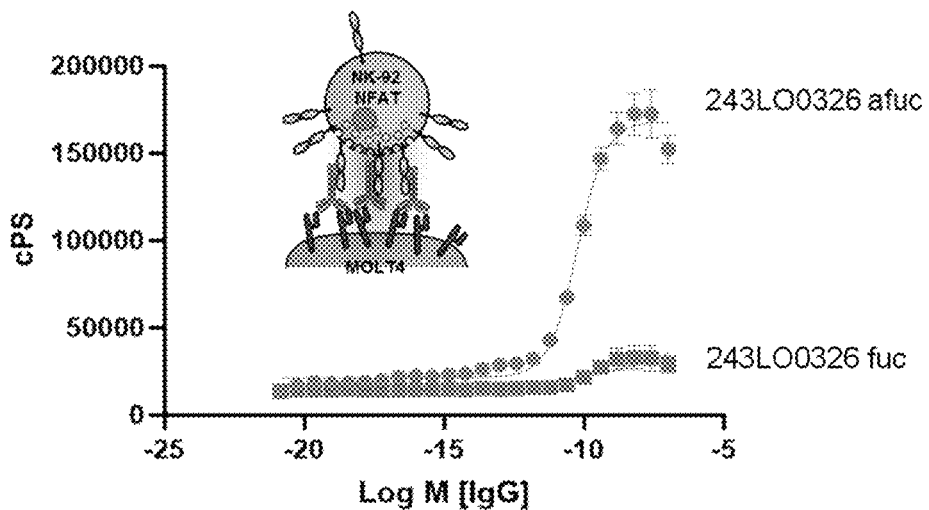 200000
150000
100000
50000
0
cPS
NK-92
NFAT
MOLT4
243LO0326 afuc
243LO0326 fuc
-25
-20
-15
-10
-5
Log M [IgG]